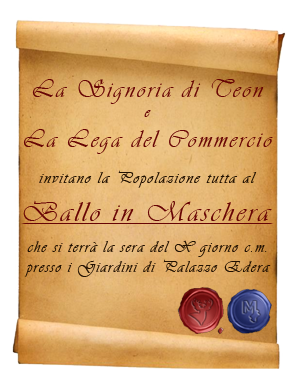 La Signoria di Teon
e
La Lega del Commercio
invitano la Popolazione tutta al
Ballo in Maschera
che si terrà la sera del X giorno c.m.
presso i Giardini di Palazzo Edera